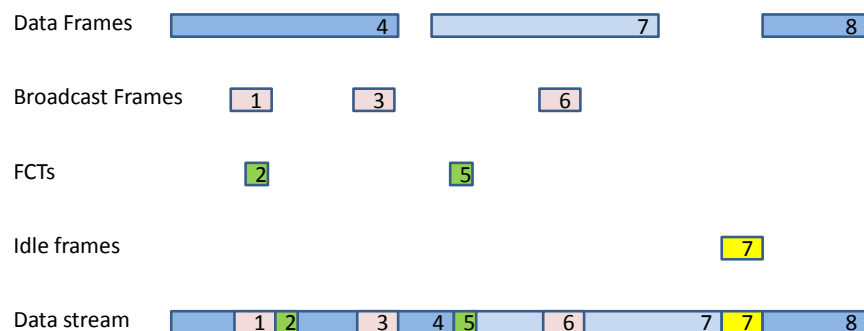 Data Frames 4 7 8
Broadcast Frames 1 3 6
FCTs 2 5
Idle frames 7
Data stream 1 2 3 4 5 6 7 7 8